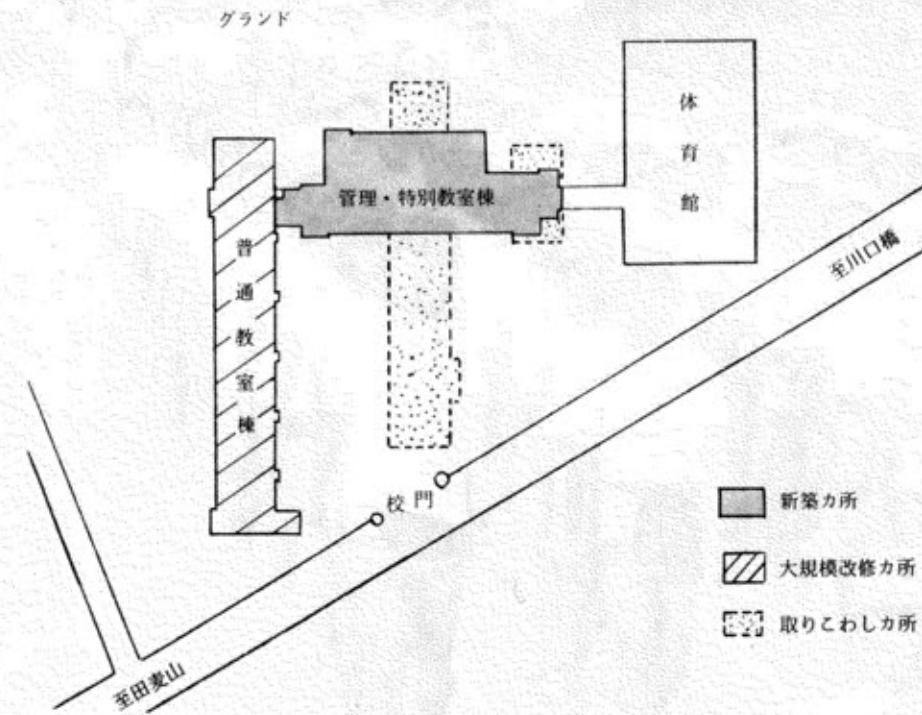 グランド
体育館
管理・特別教室棟
普通教室棟
至川口橋
校門
至田麦山
新築カ所
大規模改修カ所
取りこわしカ所